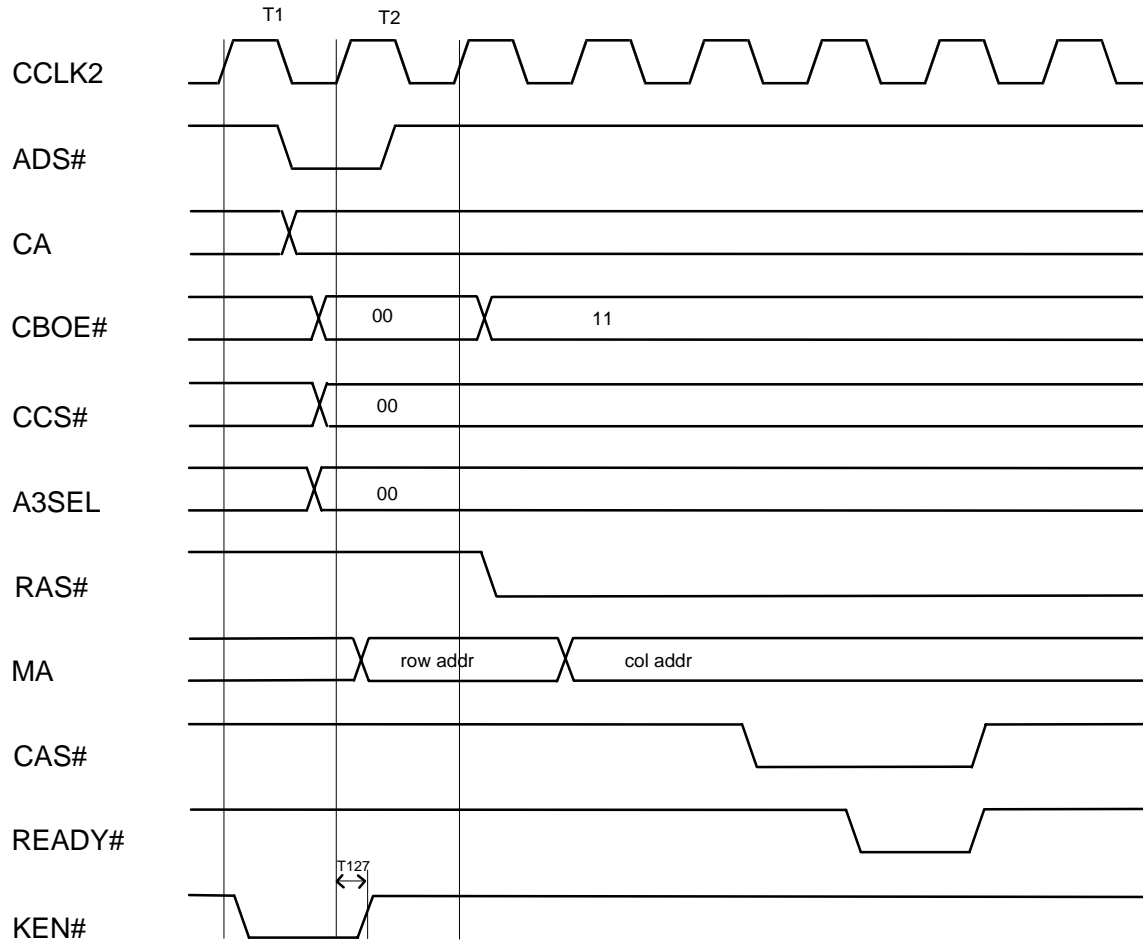 T1 T2
CCLK2
ADS#
CA
CBOE# 00 11
CCS# 00
A3SEL 00
RAS#
MA row addr col addr
CAS#
READY#
T127
KEN#